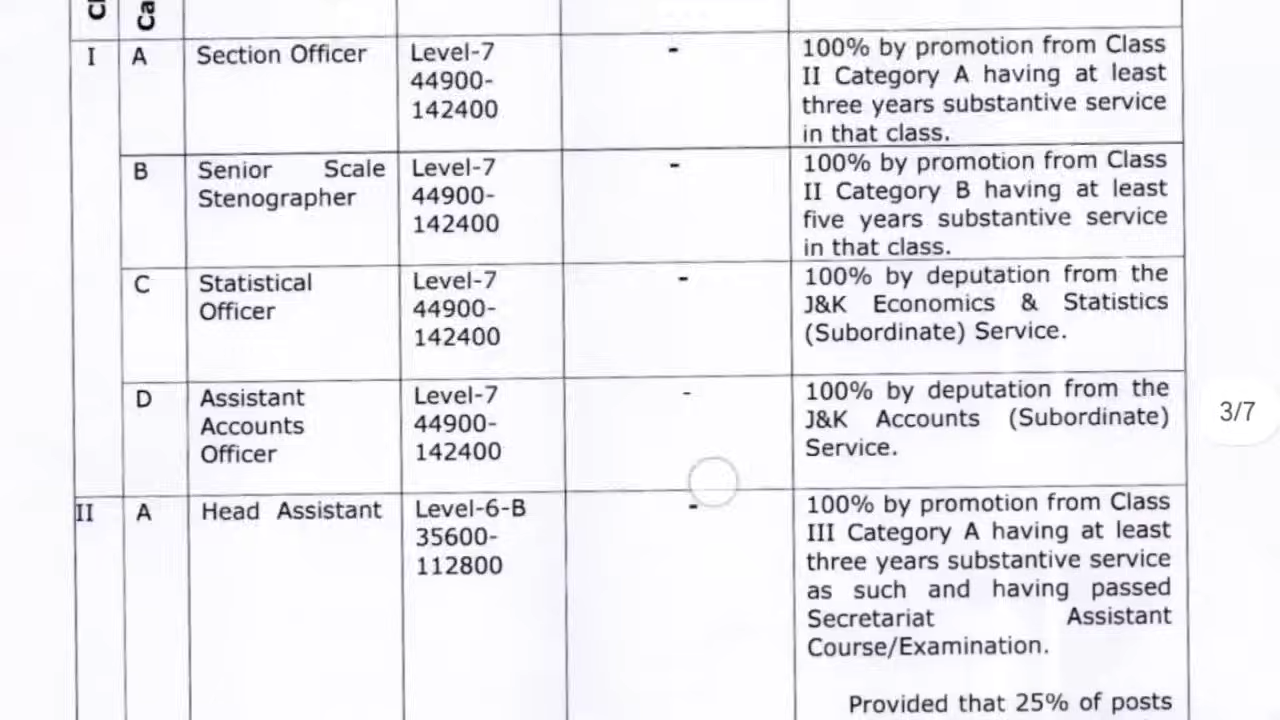 Cl
Ca
I A Section Officer Level-7 - 100% by promotion from Class
44900- II Category A having at least
142400 three years substantive service
in that class.
B Senior Scale Level-7 - 100% by promotion from Class
Stenographer 44900- II Category B having at least
142400 five years substantive service
in that class.
C Statistical Level-7 - 100% by deputation from the
Officer 44900- J&K Economics & Statistics
142400 (Subordinate) Service.
D Assistant Level-7 - 100% by deputation from the
Accounts 44900- J&K Accounts (Subordinate)
Officer 142400 Service.
3/7
II A Head Assistant Level-6-B - 100% by promotion from Class
35600- III Category A having at least
112800 three years substantive service
as such and having passed
Secretariat Assistant
Course/Examination.
Provided that 25% of posts